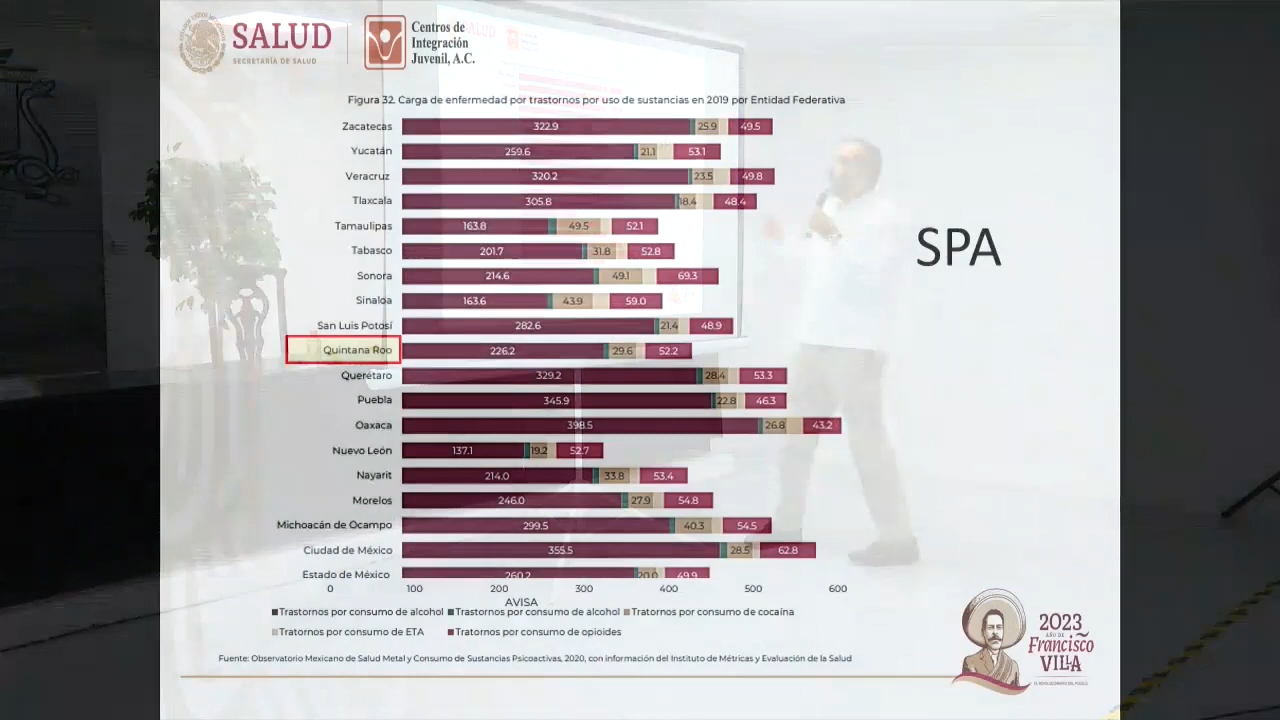 SALUD
SECRETARÍA DE SALUD
Centros de
Integración
Juvenil, A.C.
Figura 32. Carga de enfermedad por trastornos por uso de sustancias en 2019 por Entidad Federativa
Zacatecas 322.9 25.9 49.5
Yucatán 259.6 21.1 53.1
Veracruz 320.2 23.5 49.8
Tlaxcala 305.8 18.4 48.4
Tamaulipas 163.8 49.5 52.1
SPA
Tabasco 201.7 31.8 52.8
Sonora 214.6 49.1 69.3
Sinaloa 163.6 43.9 59.0
San Luis Potosí 282.6 21.4 48.9
Quintana Roo 226.2 29.6 52.2
Querétaro 329.2 28.4 53.3
Puebla 345.9 22.8 46.3
Oaxaca 398.5 26.8 43.2
Nuevo León 137.1 19.2 52.7
Nayarit 214.0 33.8 53.4
Morelos 246.0 27.9 54.8
Michoacán de Ocampo 299.5 40.3 54.5
Ciudad de México 355.5 28.5 62.8
Estado de México 260.2 20.0 49.9
0 100 200 300 400 500 600
AVISA
Trastornos por consumo de alcohol Trastornos por consumo de alcohol Tratornos por consumo de cocaína
Tratornos por consumo de ETA Tratornos por consumo de opioides
Fuente: Observatorio Mexicano de Salud Metal y Consumo de Sustancias Psicoactivas, 2020, con información del Instituto de Métricas y Evaluación de la Salud
2023
AÑO DE
Francisco
VILLA
EL REVOLUCIONARIO DEL PUEBLO